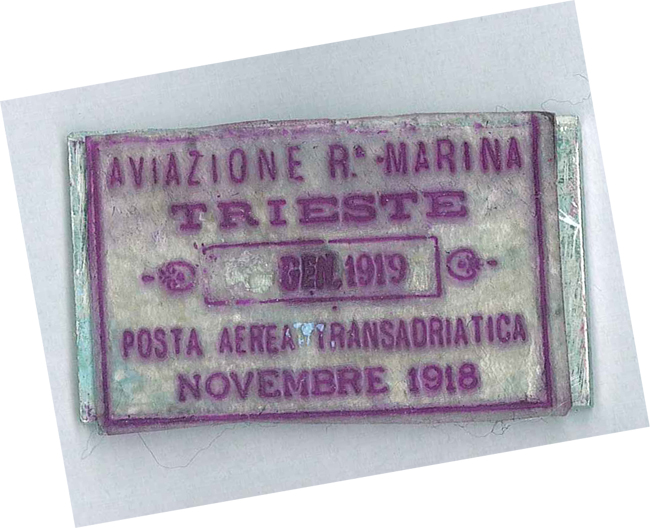 AVIAZIONE R.ª MARINA
TRIESTE
GEN. 1919
POSTA AEREA TRANSADRIATICA
NOVEMBRE 1918